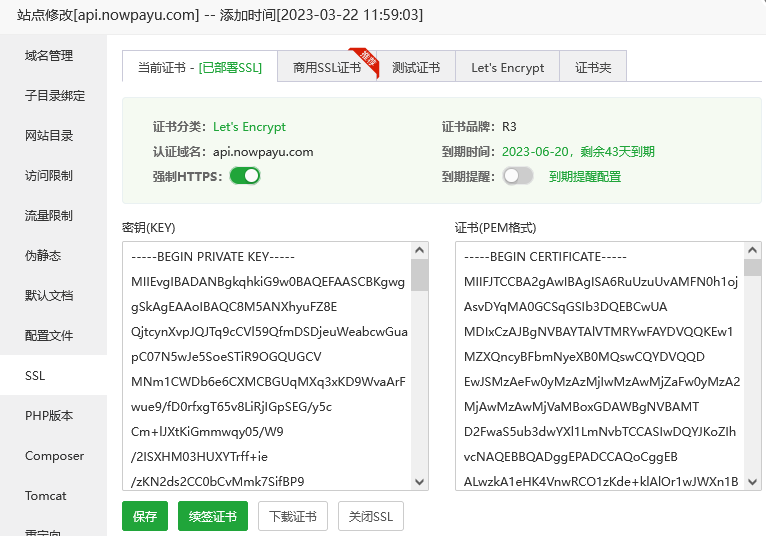 站点修改[api.nowpayu.com] -- 添加时间[2023-03-22 11:59:03]
域名管理
子目录绑定
网站目录
访问限制
流量限制
伪静态
默认文档
配置文件
SSL
PHP版本
Composer
Tomcat
重定向
当前证书 - [已部署SSL]
商用SSL证书
推荐
测试证书
Let's Encrypt
证书夹
证书分类： Let's Encrypt
证书品牌： R3
认证域名： api.nowpayu.com
到期时间： 2023-06-20，剩余43天到期
强制HTTPS：
到期提醒：
到期提醒配置
密钥(KEY)
-----BEGIN PRIVATE KEY-----
MIIEvgIBADANBgkqhkiG9w0BAQEFAASCBKgwg
gSkAgEAAoIBAQC8M5ANXhyuFZ8E
QjtcynXvpJQJTq9cCVl59QfmDSDjeuWeabcwGua
pC07N5wJe5SoeSTiR9OGQUGCV
MNm1CWDb6e6CXMCBGUqMXq3xKD9WvaArF
wue9/fD0rfxgT65v8LiRjIGpSEG/y5c
Cm+lJXtKiGmmwqy05/W9
/2ISXHM03HUXYTrff+ie
/zKN2ds2CC0bCvMmk7SifBP9
证书(PEM格式)
-----BEGIN CERTIFICATE-----
MIIFJTCCBA2gAwIBAgISA6RuUzuUvAMFN0h1oj
AsvDYqMA0GCSqGSIb3DQEBCwUA
MDIxCzAJBgNVBAYTAlVTMRYwFAYDVQQKEw1
MZXQncyBFbmNyeXB0MQswCQYDVQQD
EwJSMzAeFw0yMzAzMjIwMzAwMjZaFw0yMzA2
MjAwMzAwMjVaMBoxGDAWBgNVBAMT
D2FwaS5ub3dwYXl1LmNvbTCCASIwDQYJKoZIh
vcNAQEBBQADggEPADCCAQoCggEB
ALwzkA1eHK4VnwRCO1zKde+klAlOr1wJWXn1B
保存
续签证书
下载证书
关闭SSL